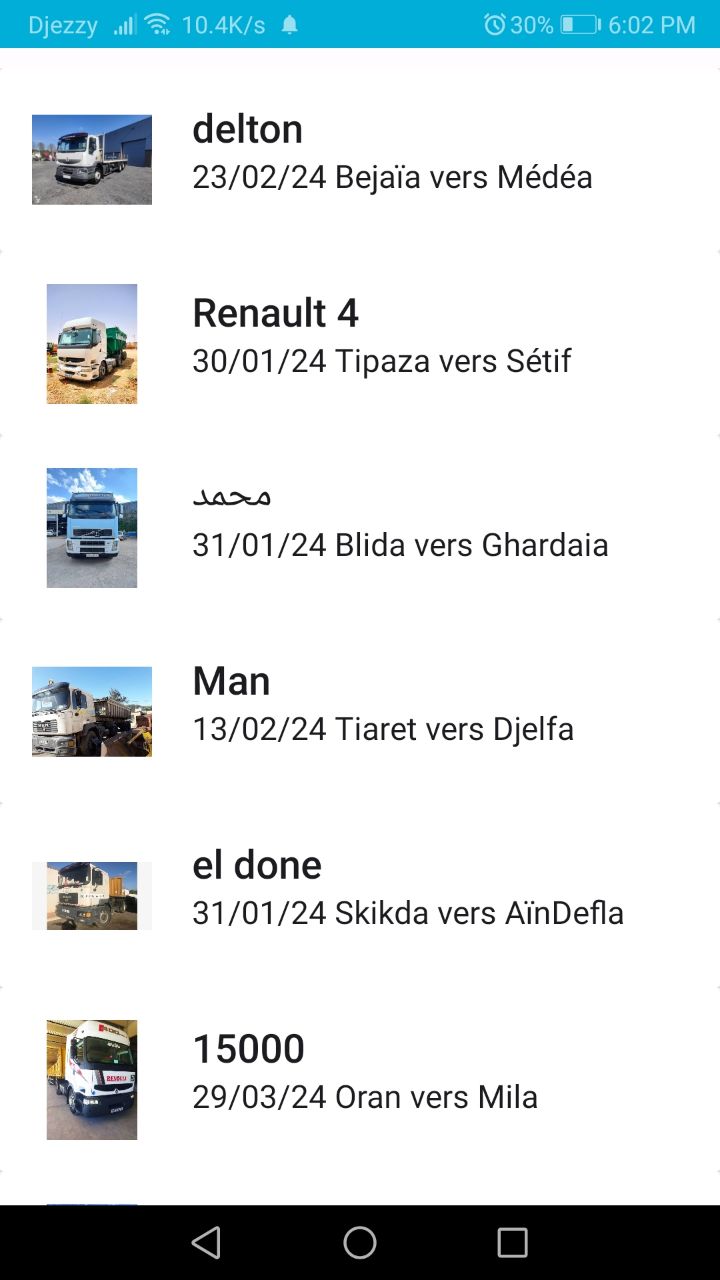 Djezzy 10.4K/s 30% 6:02 PM
delton
23/02/24 Bejaïa vers Médéa
Renault 4
30/01/24 Tipaza vers Sétif
محمد
31/01/24 Blida vers Ghardaia
Man
13/02/24 Tiaret vers Djelfa
el done
31/01/24 Skikda vers AïnDefla
15000
29/03/24 Oran vers Mila